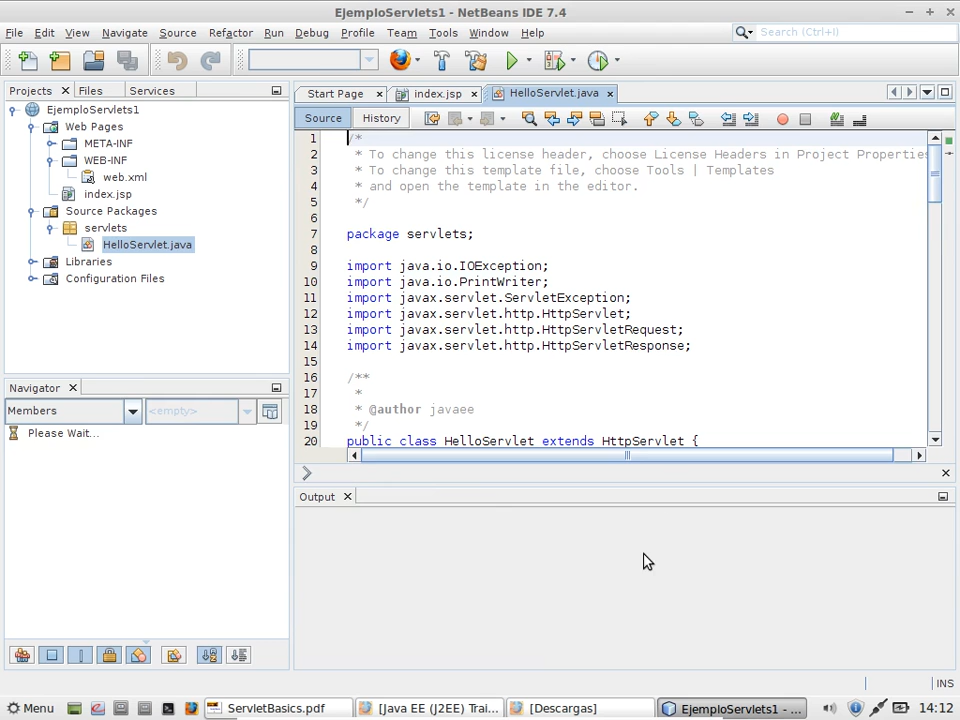 EjemploServlets1 - NetBeans IDE 7.4
File Edit View Navigate Source Refactor Run Debug Profile Team Tools Window Help Search (Ctrl+I)
Projects Files Services
Start Page index.jsp HelloServlet.java
EjemploServlets1
Web Pages
META-INF
WEB-INF
web.xml
index.jsp
Source Packages
servlets
HelloServlet.java
Libraries
Configuration Files
Source History
1 /*
2 * To change this license header, choose License Headers in Project Properties
3 * To change this template file, choose Tools | Templates
4 * and open the template in the editor.
5 */
6
7 package servlets;
8
9 import java.io.IOException;
10 import java.io.PrintWriter;
11 import javax.servlet.ServletException;
12 import javax.servlet.http.HttpServlet;
13 import javax.servlet.http.HttpServletRequest;
14 import javax.servlet.http.HttpServletResponse;
15
16 /**
17 *
18 * @author javaee
19 */
20 public class HelloServlet extends HttpServlet {
Navigator
Members <empty>
Please Wait...
Output
INS
Menu ServletBasics.pdf [Java EE (J2EE) Trai... [Descargas] EjemploServlets1 - ... 14:12